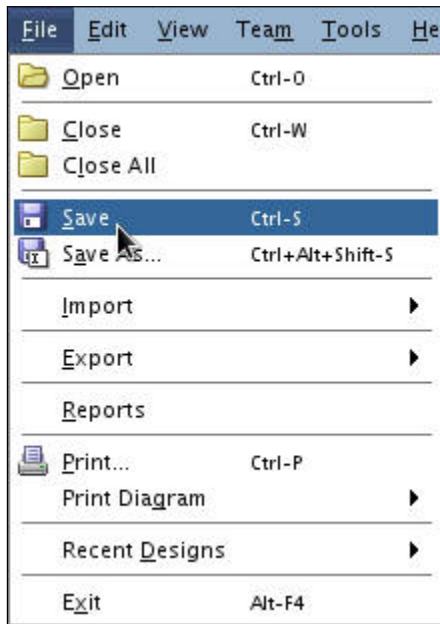 File Edit View Team Tools He
Open Ctrl-O
Close Ctrl-W
Close All
Save Ctrl-S
Save As... Ctrl+Alt+Shift-S
Import
Export
Reports
Print... Ctrl-P
Print Diagram
Recent Designs
Exit Alt-F4